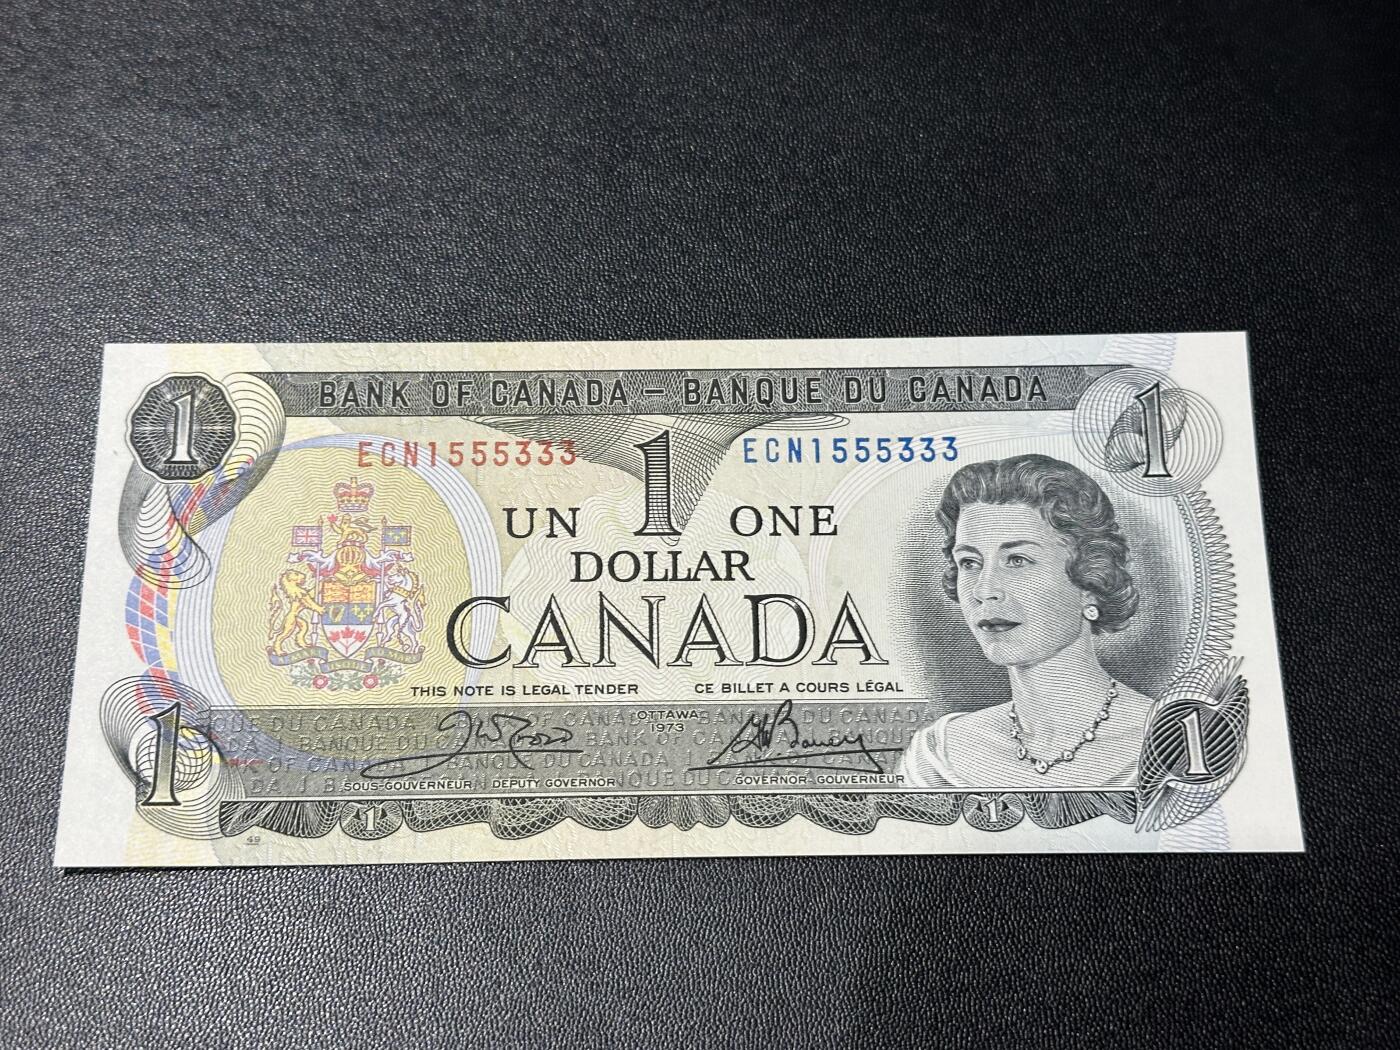 1 BANK OF CANADA – BANQUE DU CANADA 1
ECN1555333 1 ECN1555333
UN ONE
DOLLAR
CANADA
THIS NOTE IS LEGAL TENDER CE BILLET A COURS LÉGAL
OTTAWA
1973
1 SOUS-GOUVERNEUR DEPUTY GOVERNOR GOVERNOR-GOUVERNEUR 1
1 1
49